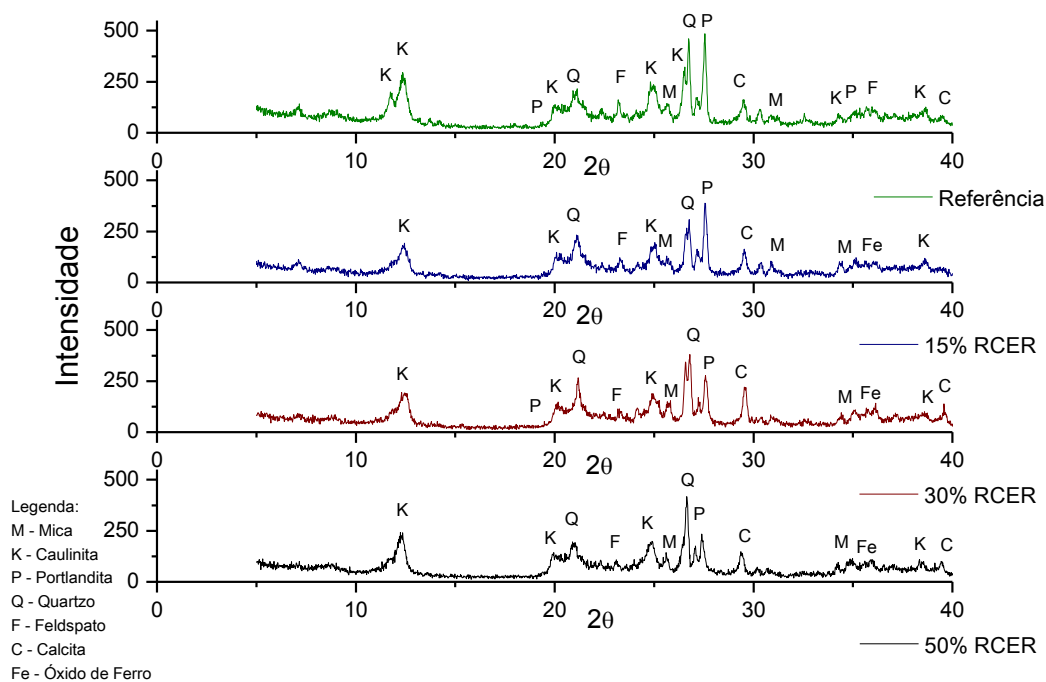 Intensidade
500
250
0
K
K
P
K
Q
F
K
M
K
Q
P
C
M
K
P
F
K
C
0
10
20
30
40
2θ
Referência
500
250
0
K
K
Q
F
K
M
Q
P
C
M
M
Fe
K
0
10
20
30
40
2θ
15% RCER
500
250
0
K
P
K
Q
F
K
M
Q
P
C
M
Fe
K
C
0
10
20
30
40
2θ
30% RCER
500
250
0
K
K
Q
F
K
M
Q
P
C
M
Fe
K
C
0
10
20
30
40
2θ
50% RCER
Legenda:
M - Mica
K - Caulinita
P - Portlandita
Q - Quartzo
F - Feldspato
C - Calcita
Fe - Óxido de Ferro